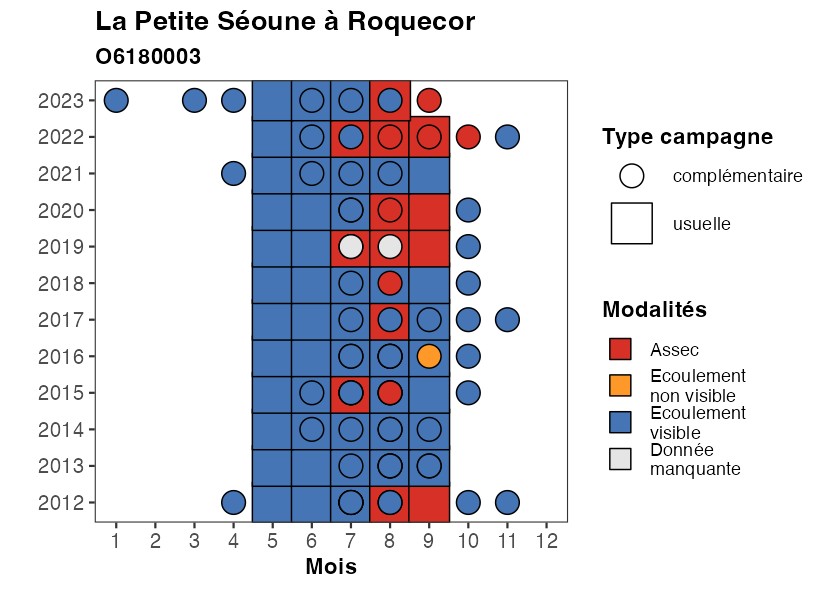 La Petite Séoune à Roquecor
O6180003
2023
2022
2021
2020
2019
2018
2017
2016
2015
2014
2013
2012
1 2 3 4 5 6 7 8 9 10 11 12
Mois
Type campagne
complémentaire
usuelle
Modalités
Assec
Ecoulement
non visible
Ecoulement
visible
Donnée
manquante